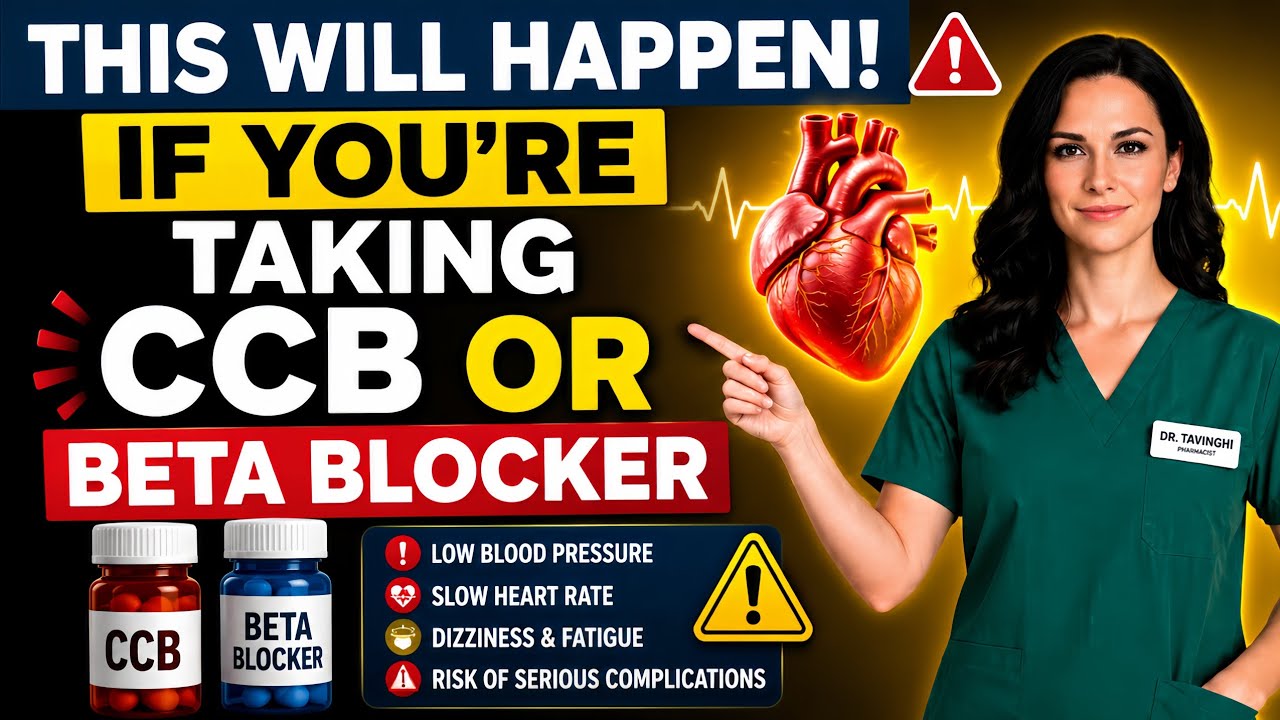 THIS WILL HAPPEN!
IF YOU'RE
TAKING
CCB OR
BETA BLOCKER
CCB
BETA
BLOCKER
LOW BLOOD PRESSURE
SLOW HEART RATE
DIZZINESS & FATIGUE
RISK OF SERIOUS COMPLICATIONS
DR. TAVINGHI
PHARMACIST